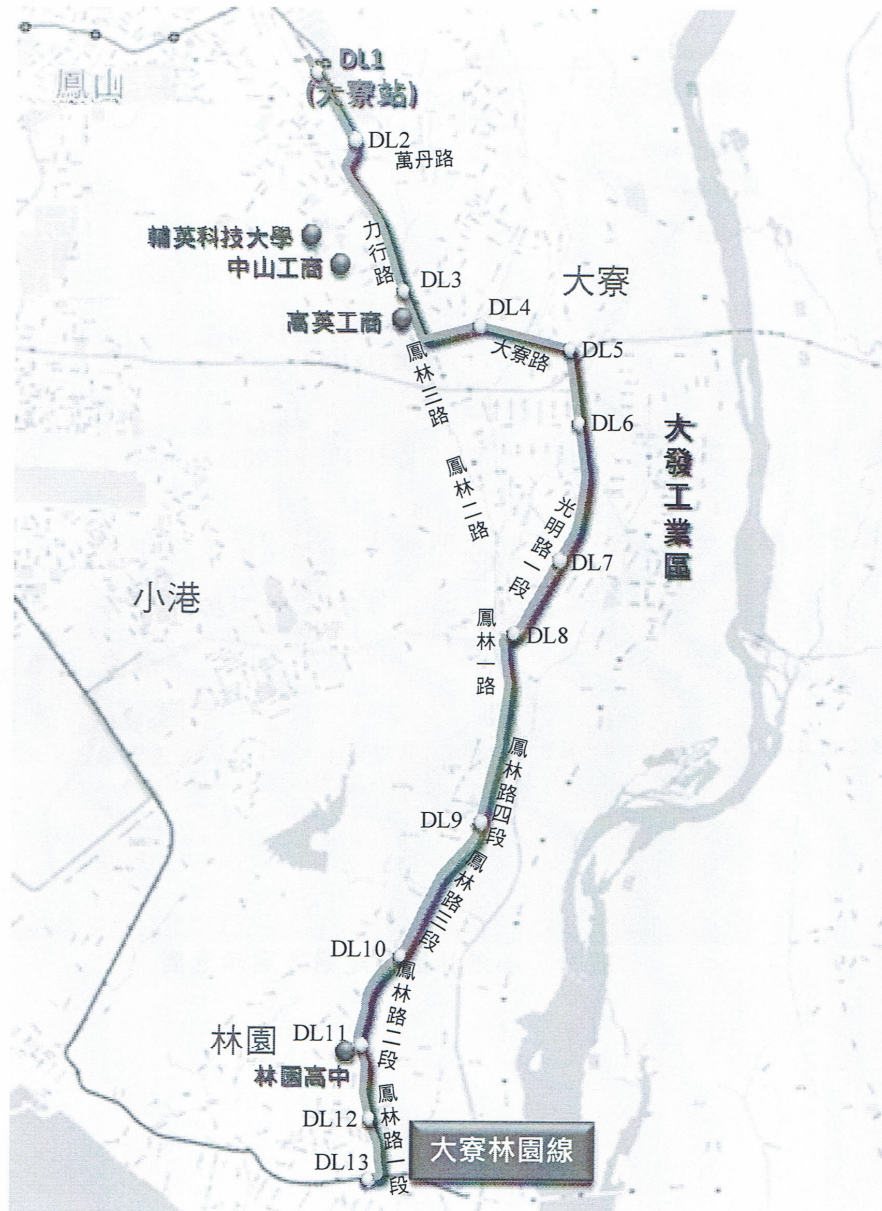 DL1
(大寮站)
鳳山
DL2
萬丹路
力行路
輔英科技大學
中山工商
DL3
大寮
DL4
高英工商
大寮路
DL5
鳳林三路
DL6
大發工業區
鳳林二路
光明路一段
DL7
小港
鳳林一路
DL8
鳳林路四段
DL9
鳳林路三段
DL10
鳳林路二段
林園
DL11
林園高中
鳳林路一段
DL12
大寮林園線
DL13